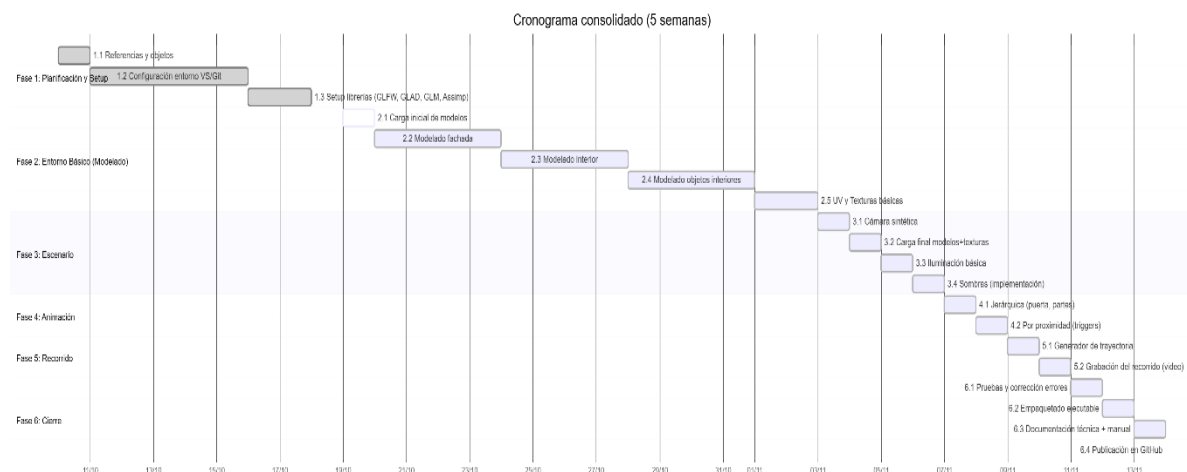 Cronograma consolidado (5 semanas)
1.1 Referencias y objetos
Fase 1: Planificación y Setup
1.2 Configuración entorno VS/Git
1.3 Setup librerías (GLFW, GLAD, GLM, Assimp)
2.1 Carga inicial de modelos
2.2 Modelado fachada
Fase 2: Entorno Básico (Modelado)
2.3 Modelado interior
2.4 Modelado objetos interiores
2.5 UV y Texturas básicas
3.1 Cámara sintética
3.2 Carga final modelos+texturas
Fase 3: Escenario
3.3 Iluminación básica
3.4 Sombras (implementación)
4.1 Jerárquica (puerta, partes)
Fase 4: Animación
4.2 Por proximidad (triggers)
5.1 Generador de trayectoria
Fase 5: Recorrido
5.2 Grabación del recorrido (video)
6.1 Pruebas y corrección errores
6.2 Empaquetado ejecutable
Fase 6: Cierre
6.3 Documentación técnica + manual
6.4 Publicación en GitHub
11/10 13/10 15/10 17/10 19/10 21/10 23/10 25/10 27/10 29/10 31/10 01/11 03/11 05/11 07/11 09/11 11/11 13/11